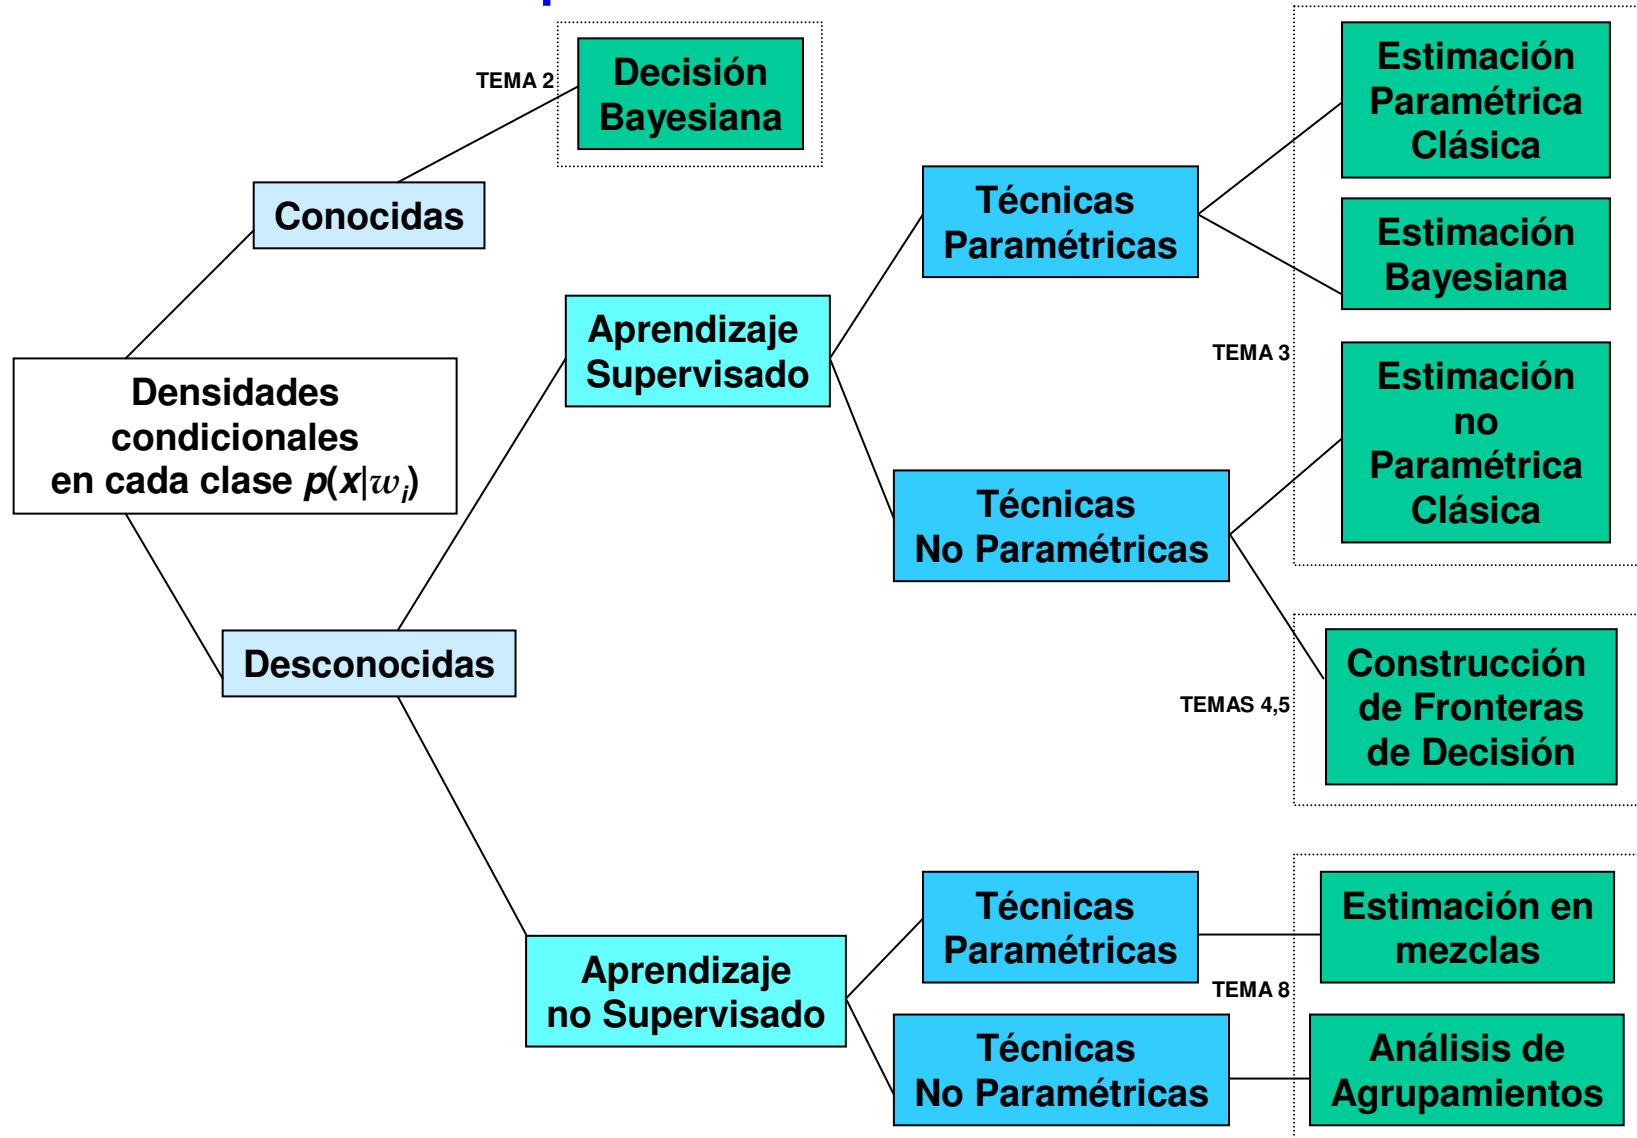 TEMA 2
Decisión
Bayesiana
Conocidas
Densidades
condicionales
en cada clase p(x|w_i)
Desconocidas
Aprendizaje
Supervisado
Técnicas
Paramétricas
Técnicas
No Paramétricas
Estimación
Paramétrica
Clásica
Estimación
Bayesiana
TEMA 3
Estimación
no
Paramétrica
Clásica
TEMAS 4,5
Construcción
de Fronteras
de Decisión
Aprendizaje
no Supervisado
Técnicas
Paramétricas
Técnicas
No Paramétricas
TEMA 8
Estimación en
mezclas
Análisis de
Agrupamientos